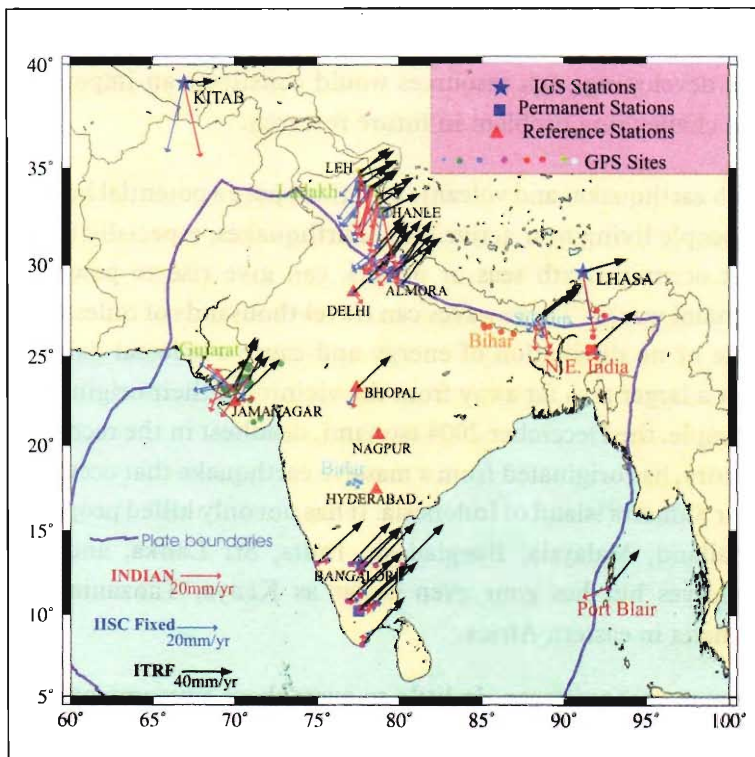 40°
35°
30°
25°
20°
15°
10°
5°
60°
65°
70°
75°
80°
85°
90°
95°
100°
IGS Stations
Permanent Stations
Reference Stations
GPS Sites
KITAB
LEH
Ladakh
HANLE
ALMORA
DELHI
LHASA
Bihar
N.E. India
Gujarat
JAMANAGAR
BHOPAL
NAGPUR
HYDERABAD
BANGALORE
Port Blair
Plate boundaries
INDIAN
20mm/yr
IISC Fixed
20mm/yr
ITRF
40mm/yr